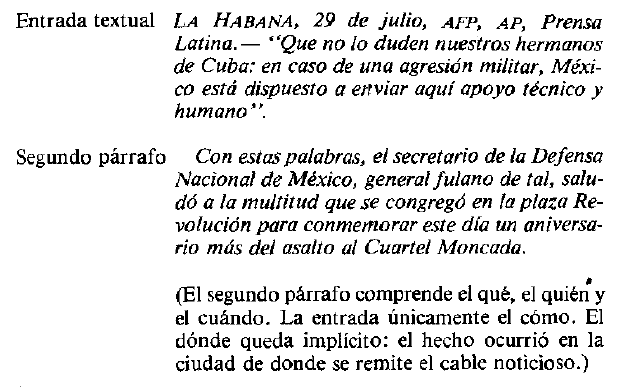 Entrada textual LA HABANA, 29 de julio, AFP, AP, Prensa
Latina.— "Que no lo duden nuestros hermanos
de Cuba: en caso de una agresión militar, Méxi-
co está dispuesto a enviar aquí apoyo técnico y
humano".
Segundo párrafo Con estas palabras, el secretario de la Defensa
Nacional de México, general fulano de tal, salu-
dó a la multitud que se congregó en la plaza Re-
volución para conmemorar este día un aniversa-
rio más del asalto al Cuartel Moncada.
(El segundo párrafo comprende el qué, el quién y
el cuándo. La entrada únicamente el cómo. El
dónde queda implícito: el hecho ocurrió en la
ciudad de donde se remite el cable noticioso.)